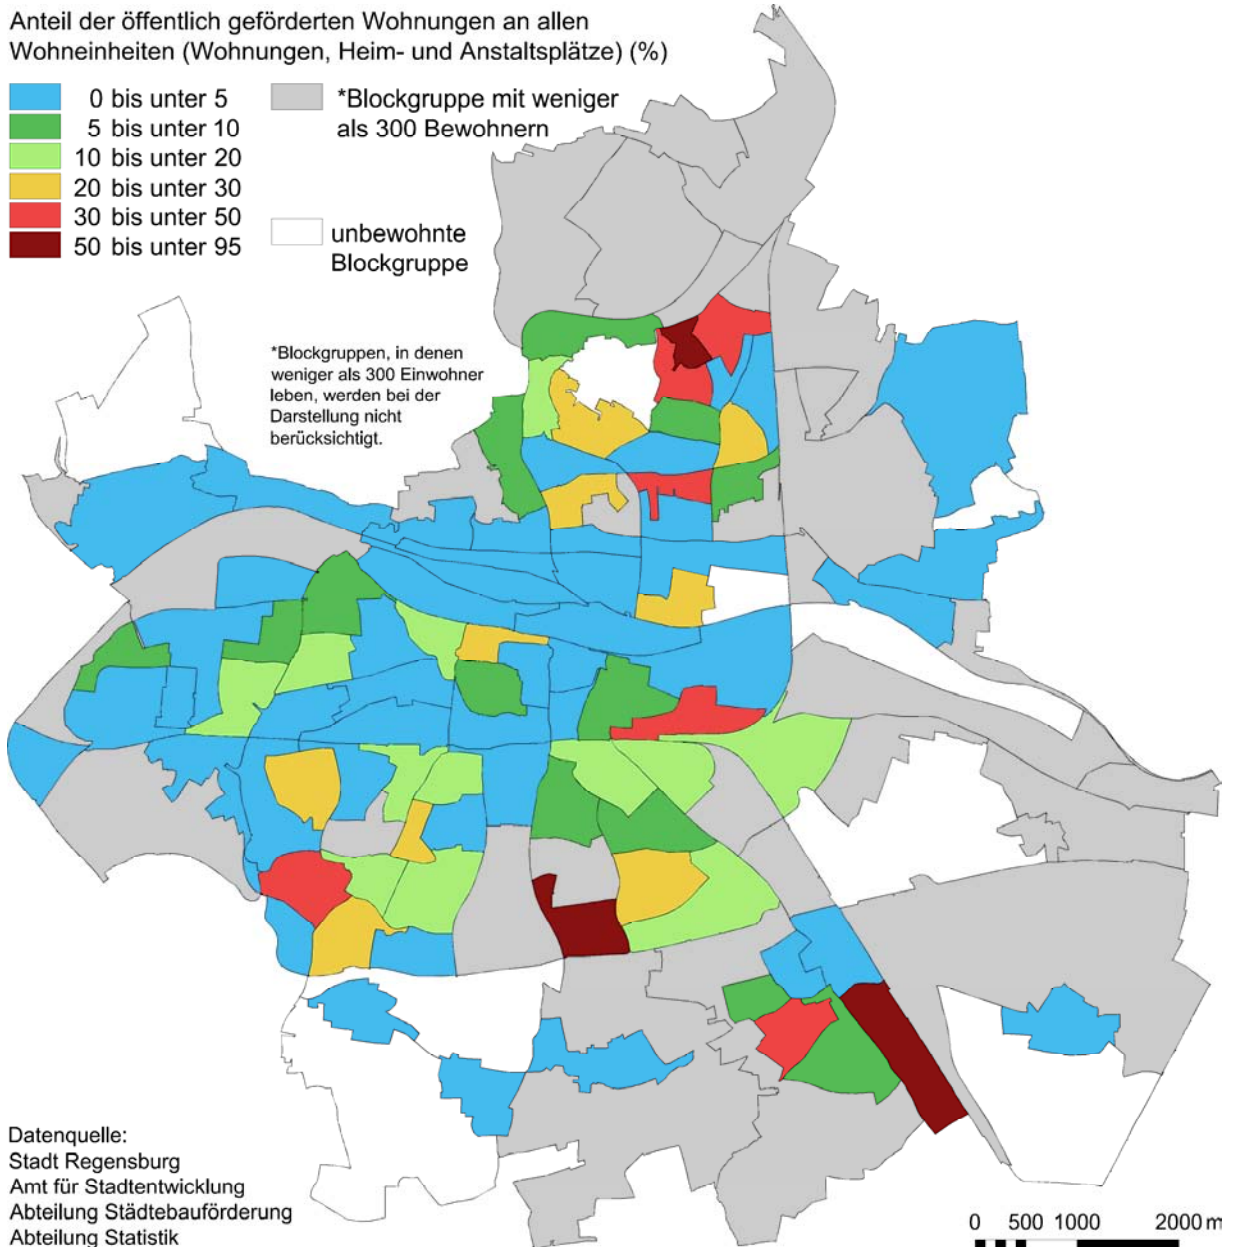 Anteil der öffentlich geförderten Wohnungen an allen
Wohneinheiten (Wohnungen, Heim- und Anstaltsplätze) (%)
0 bis unter 5
5 bis unter 10
10 bis unter 20
20 bis unter 30
30 bis unter 50
50 bis unter 95
*Blockgruppe mit weniger
als 300 Bewohnern
unbewohnte
Blockgruppe
*Blockgruppen, in denen
weniger als 300 Einwohner
leben, werden bei der
Darstellung nicht
berücksichtigt.
Datenquelle:
Stadt Regensburg
Amt für Stadtentwicklung
Abteilung Städtebauförderung
Abteilung Statistik
0 500 1000 2000 m